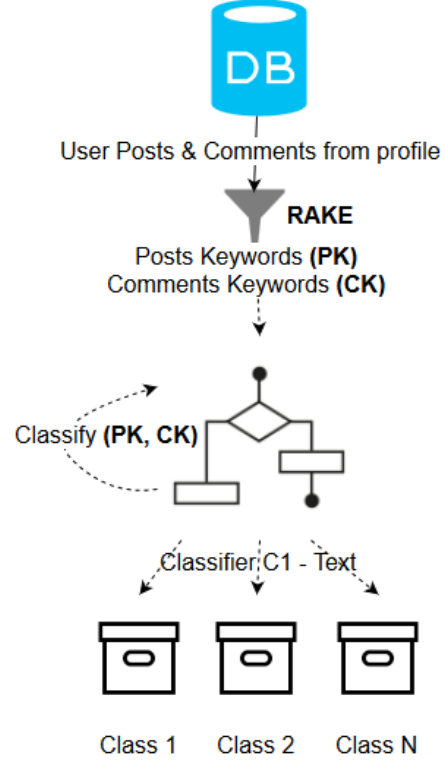 DB
User Posts & Comments from profile
RAKE
Posts Keywords (PK)
Comments Keywords (CK)
Classify (PK, CK)
Classifier C1 - Text
Class 1
Class 2
Class N